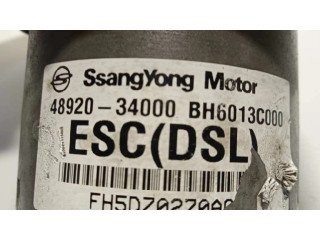 SsangYong Motor
48920-34000 BH6013C000
ESC(DSL)